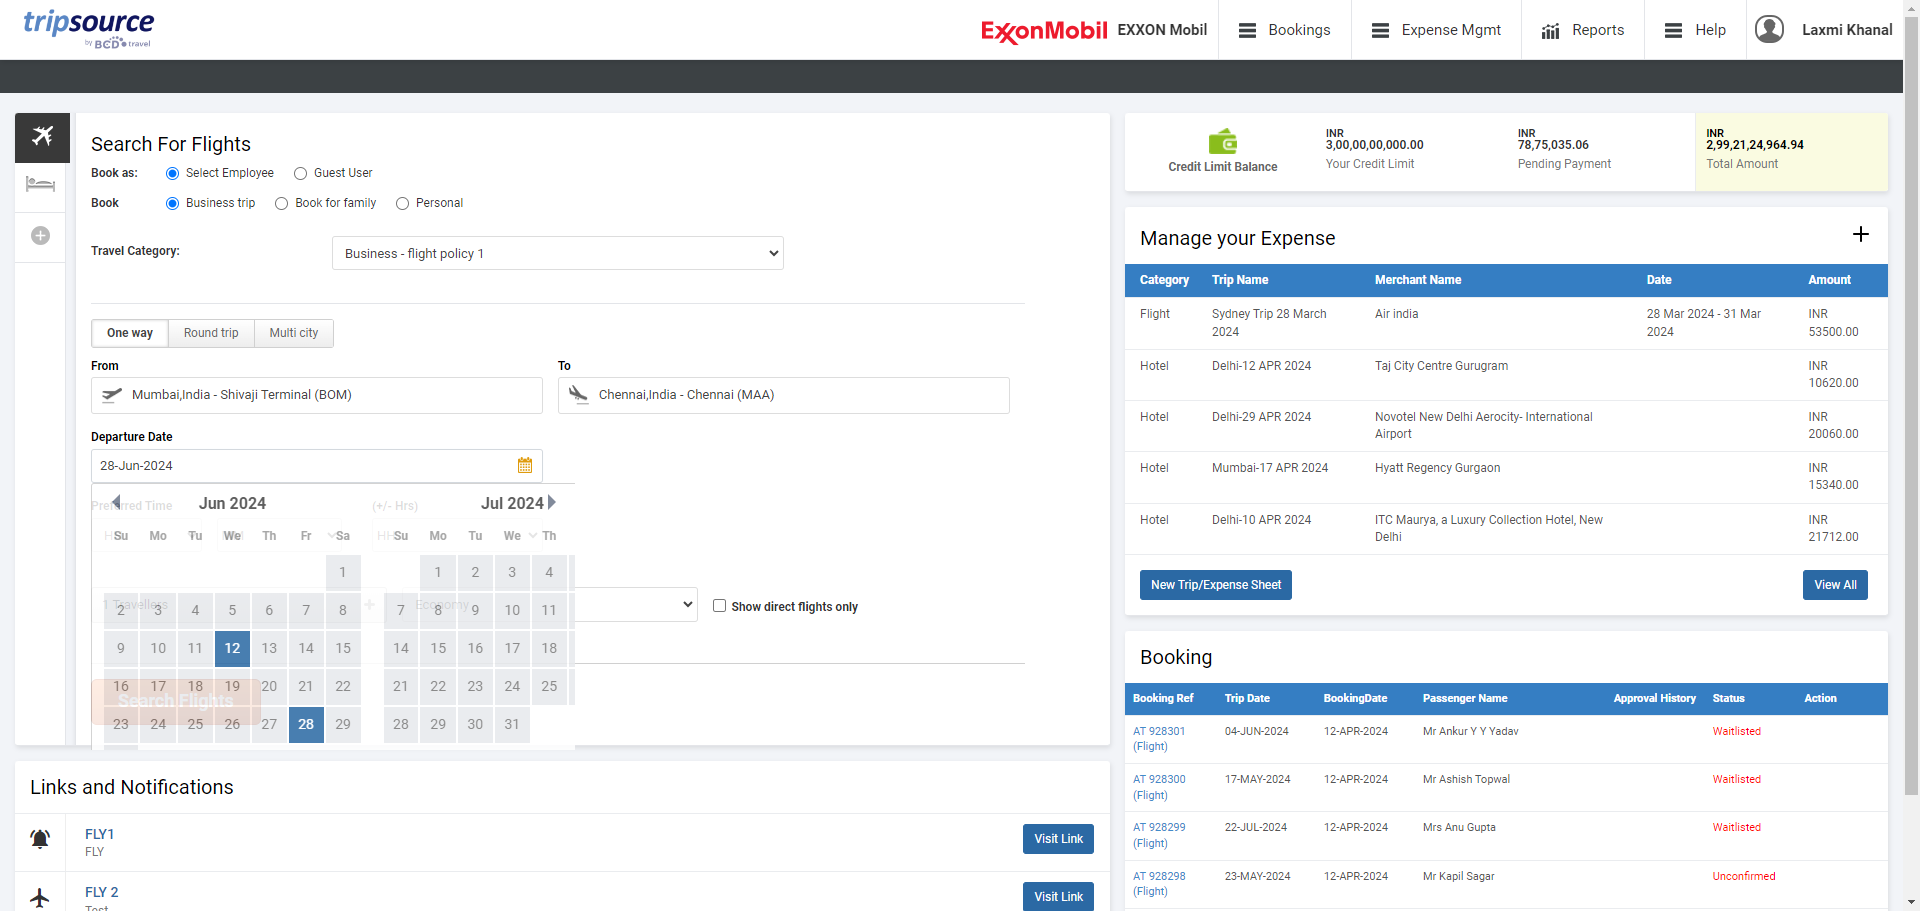 tripsource
by BCD travel
ExxonMobil EXXON Mobil
Bookings
Expense Mgmt
Reports
Help
Laxmi Khanal
Search For Flights
Book as: Select Employee Guest User
Book Business trip Book for family Personal
Travel Category: Business - flight policy 1
One way Round trip Multi city
From To
Mumbai,India - Shivaji Terminal (BOM) Chennai,India - Chennai (MAA)
Departure Date
28-Jun-2024
Preferred Time (+/- Hrs)
Jun 2024 Jul 2024
Su Mo Tu We Th Fr Sa Su Mo Tu We Th
1 1 2 3 4
1 Travellers Economy
2 3 4 5 6 7 8 7 8 9 10 11
Show direct flights only
9 10 11 12 13 14 15 14 15 16 17 18
16 17 18 19 20 21 22 21 22 23 24 25
Search Flights
23 24 25 26 27 28 29 28 29 30 31
Links and Notifications
FLY1
FLY
Visit Link
FLY 2
Test
Visit Link
Credit Limit Balance
INR
3,00,00,00,000.00
Your Credit Limit
INR
78,75,035.06
Pending Payment
INR
2,99,21,24,964.94
Total Amount
Manage your Expense
Category Trip Name Merchant Name Date Amount
Flight Sydney Trip 28 March Air india 28 Mar 2024 - 31 Mar INR
2024 2024 53500.00
Hotel Delhi-12 APR 2024 Taj City Centre Gurugram INR
10620.00
Hotel Delhi-29 APR 2024 Novotel New Delhi Aerocity- International INR
Airport 20060.00
Hotel Mumbai-17 APR 2024 Hyatt Regency Gurgaon INR
15340.00
Hotel Delhi-10 APR 2024 ITC Maurya, a Luxury Collection Hotel, New INR
Delhi 21712.00
New Trip/Expense Sheet View All
Booking
Booking Ref Trip Date BookingDate Passenger Name Approval History Status Action
AT 928301 04-JUN-2024 12-APR-2024 Mr Ankur Y Y Yadav Waitlisted
(Flight)
AT 928300 17-MAY-2024 12-APR-2024 Mr Ashish Topwal Waitlisted
(Flight)
AT 928299 22-JUL-2024 12-APR-2024 Mrs Anu Gupta Waitlisted
(Flight)
AT 928298 23-MAY-2024 12-APR-2024 Mr Kapil Sagar Unconfirmed
(Flight)